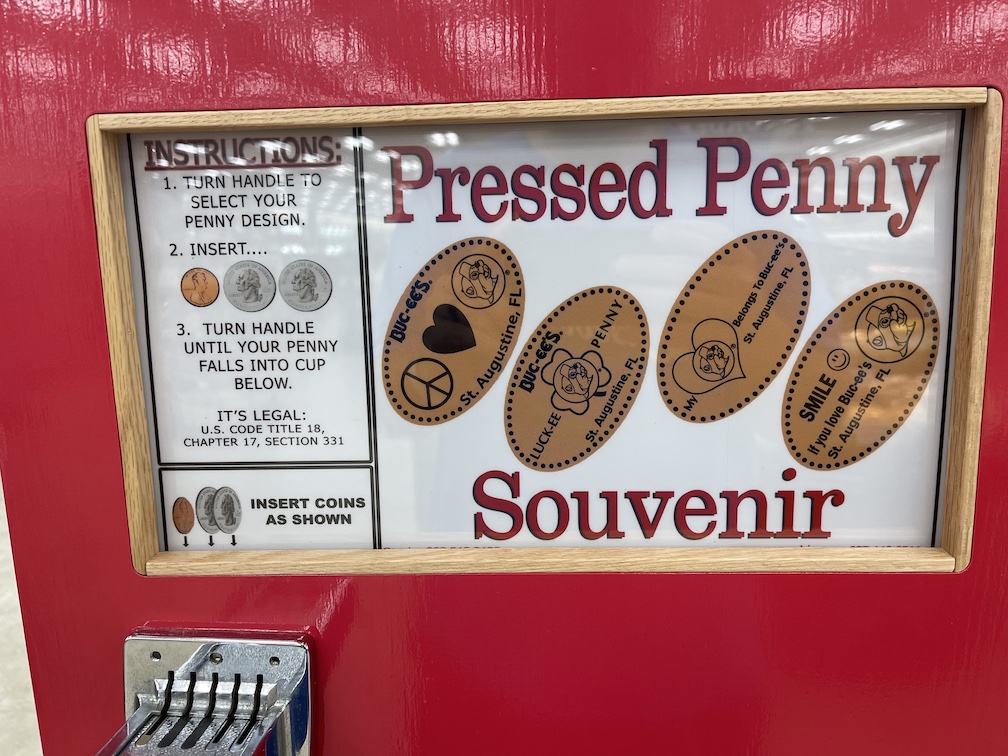 INSTRUCTIONS:
1. TURN HANDLE TO
SELECT YOUR
PENNY DESIGN.
2. INSERT....
3. TURN HANDLE
UNTIL YOUR PENNY
FALLS INTO CUP
BELOW.
IT'S LEGAL:
U.S. CODE TITLE 18,
CHAPTER 17, SECTION 331
INSERT COINS
AS SHOWN
Pressed Penny
BUC-EE'S
St. Augustine, FL
BUC-EE'S
LUCK-EE
PENNY
St. Augustine, FL
MY
Belongs To Buc-ee's
St. Augustine, FL
SMILE
If you love Buc-ee's
St. Augustine, FL
Souvenir